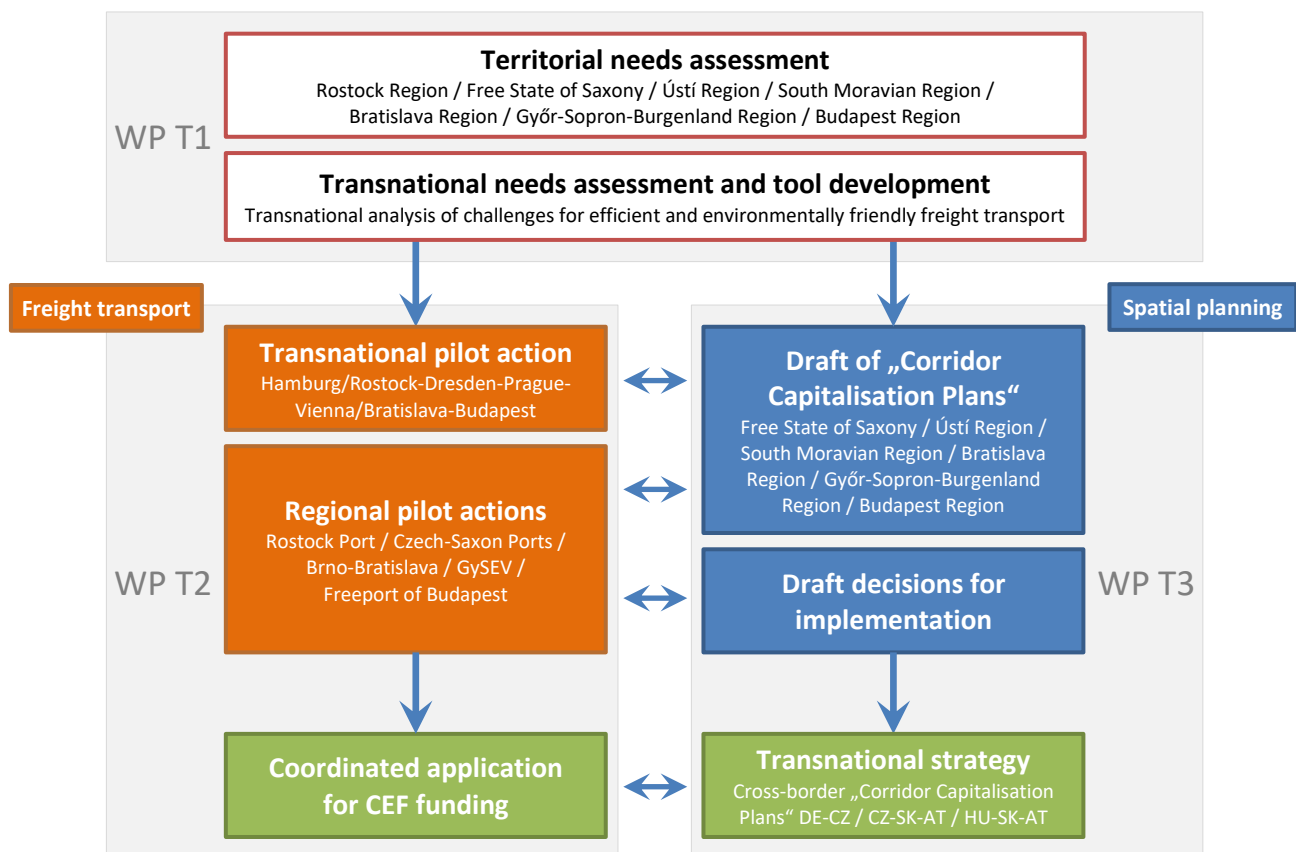 Territorial needs assessment
Rostock Region / Free State of Saxony / Ústí Region / South Moravian Region /
Bratislava Region / Győr-Sopron-Burgenland Region / Budapest Region
WP T1
Transnational needs assessment and tool development
Transnational analysis of challenges for efficient and environmentally friendly freight transport
Freight transport
Spatial planning
Transnational pilot action
Hamburg/Rostock-Dresden-Prague-
Vienna/Bratislava-Budapest
Regional pilot actions
Rostock Port / Czech-Saxon Ports /
Brno-Bratislava / GySEV /
Freeport of Budapest
WP T2
Coordinated application
for CEF funding
Draft of „Corridor
Capitalisation Plans“
Free State of Saxony / Ústí Region /
South Moravian Region / Bratislava
Region / Győr-Sopron-Burgenland
Region / Budapest Region
Draft decisions for
implementation
WP T3
Transnational strategy
Cross-border „Corridor Capitalisation
Plans“ DE-CZ / CZ-SK-AT / HU-SK-AT